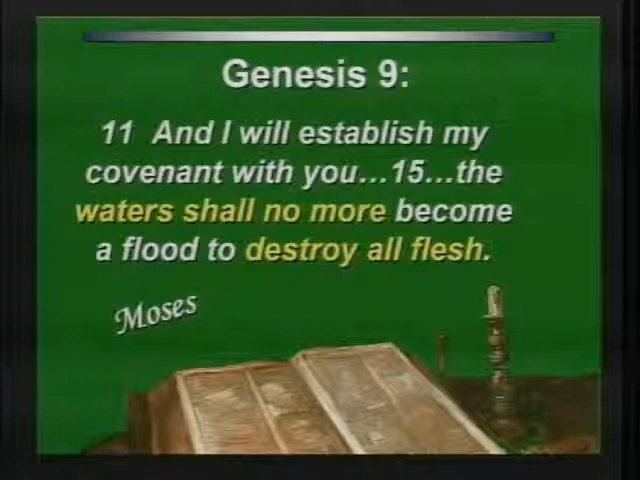 Genesis 9:
11 And I will establish my
covenant with you...15...the
waters shall no more become
a flood to destroy all flesh.
Moses